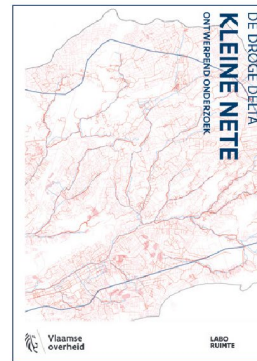 DE DROGE DELTA
KLEINE NETE
ONTWERPEND ONDERZOEK
Vlaamse
overheid
LABO
RUIMTE